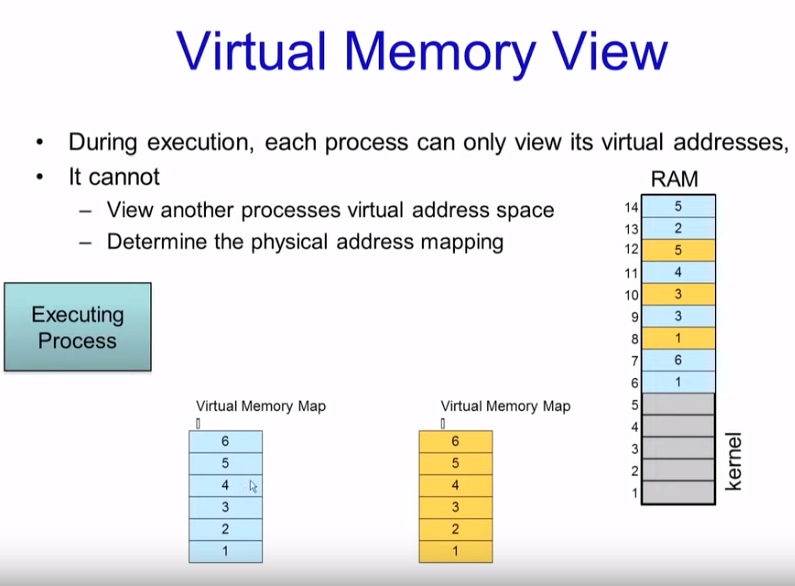 Virtual Memory View
• During execution, each process can only view its virtual addresses,
• It cannot
– View another processes virtual address space
– Determine the physical address mapping
RAM
14 5
13 2
12 5
11 4
10 3
9 3
8 1
7 6
6 1
5
4
3
2
1
kernel
Executing
Process
Virtual Memory Map
6
5
4
3
2
1
Virtual Memory Map
6
5
4
3
2
1